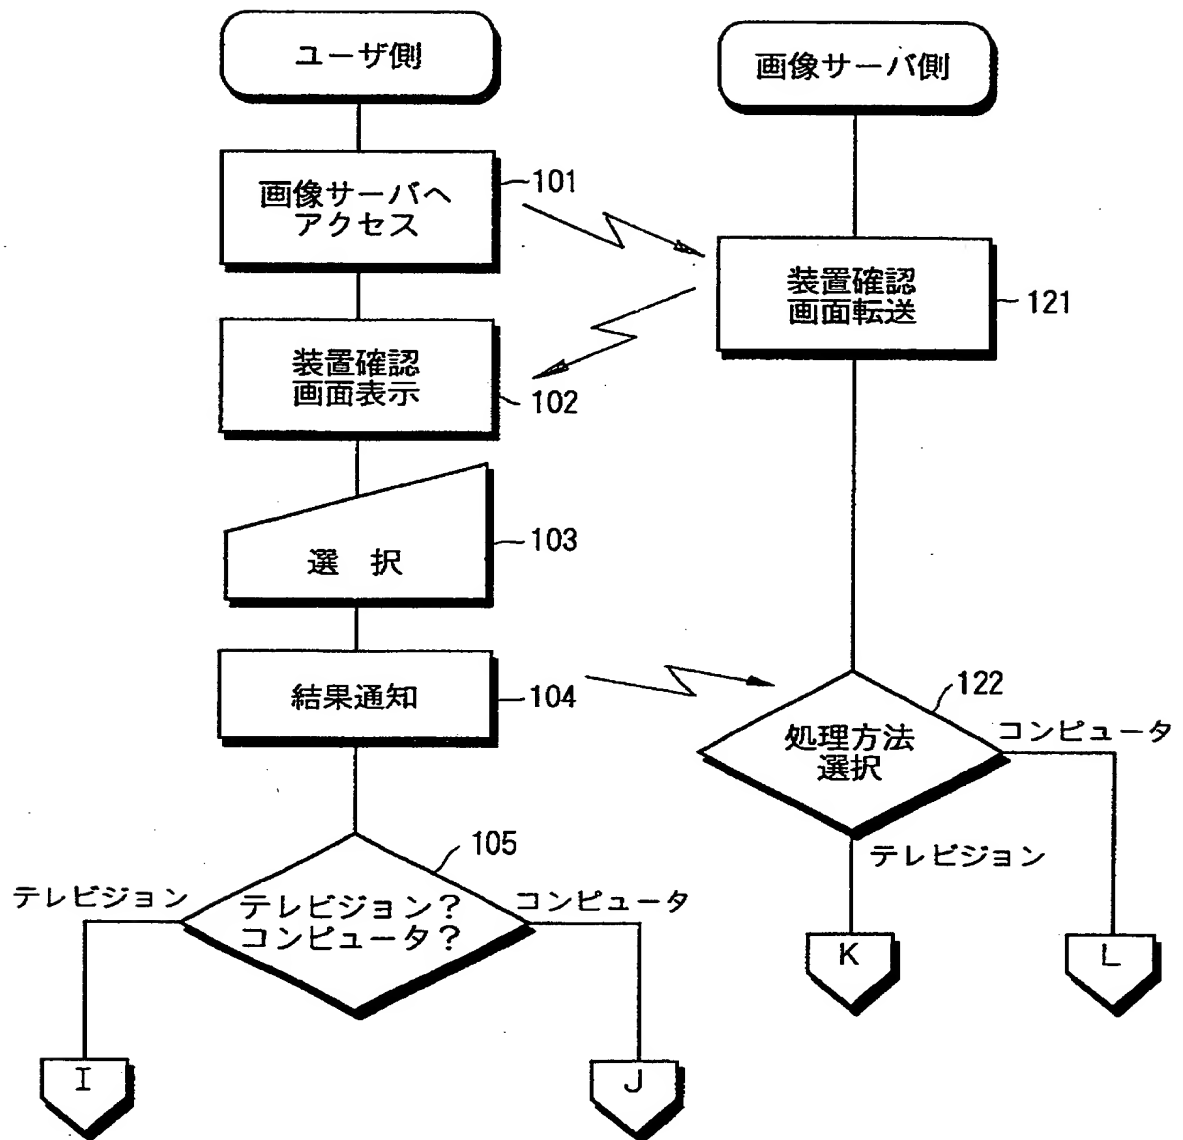 ユーザ側
画像サーバへ
アクセス
101
装置確認
画面表示
102
選 択
103
結果通知
104
105
テレビジョン
テレビジョン?
コンピュータ?
コンピュータ
I
J
画像サーバ側
装置確認
画面転送
121
122
処理方法
選択
コンピュータ
テレビジョン
K
L